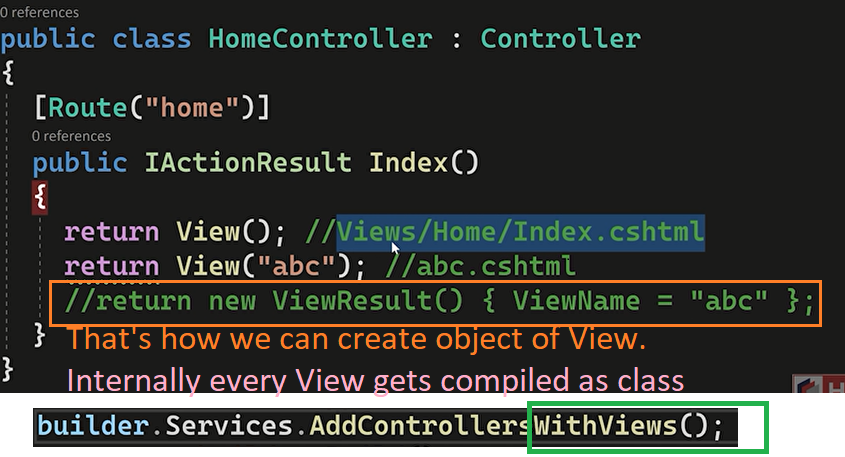 0 references
public class HomeController : Controller
{
[Route("home")]
0 references
public IActionResult Index()
{
return View(); //Views/Home/Index.cshtml
return View("abc"); //abc.cshtml
//return new ViewResult() { ViewName = "abc" };
} That's how we can create object of View.
} Internally every View gets compiled as class
builder.Services.AddControllersWithViews();